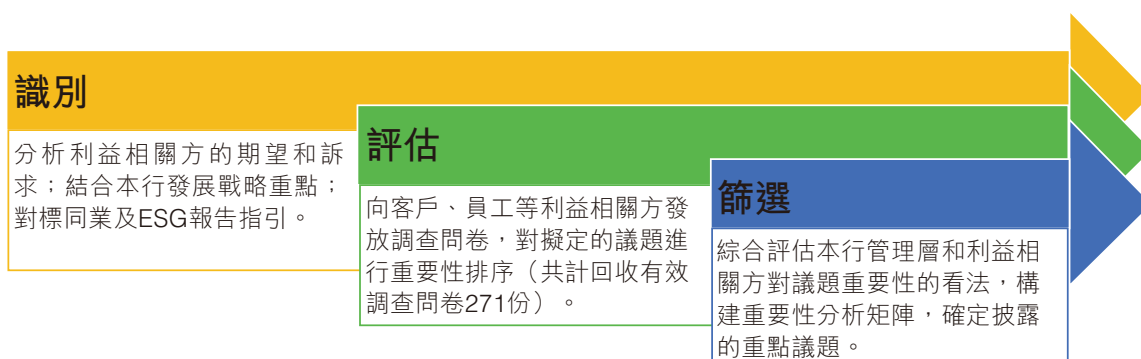 識別
分析利益相關方的期望和訴
求；結合本行發展戰略重點；
對標同業及ESG報告指引。
評估
向客戶、員工等利益相關方發
放調查問卷，對擬定的議題進
行重要性排序（共計回收有效
調查問卷271份）。
篩選
綜合評估本行管理層和利益相
關方對議題重要性的看法，構
建重要性分析矩陣，確定披露
的重點議題。